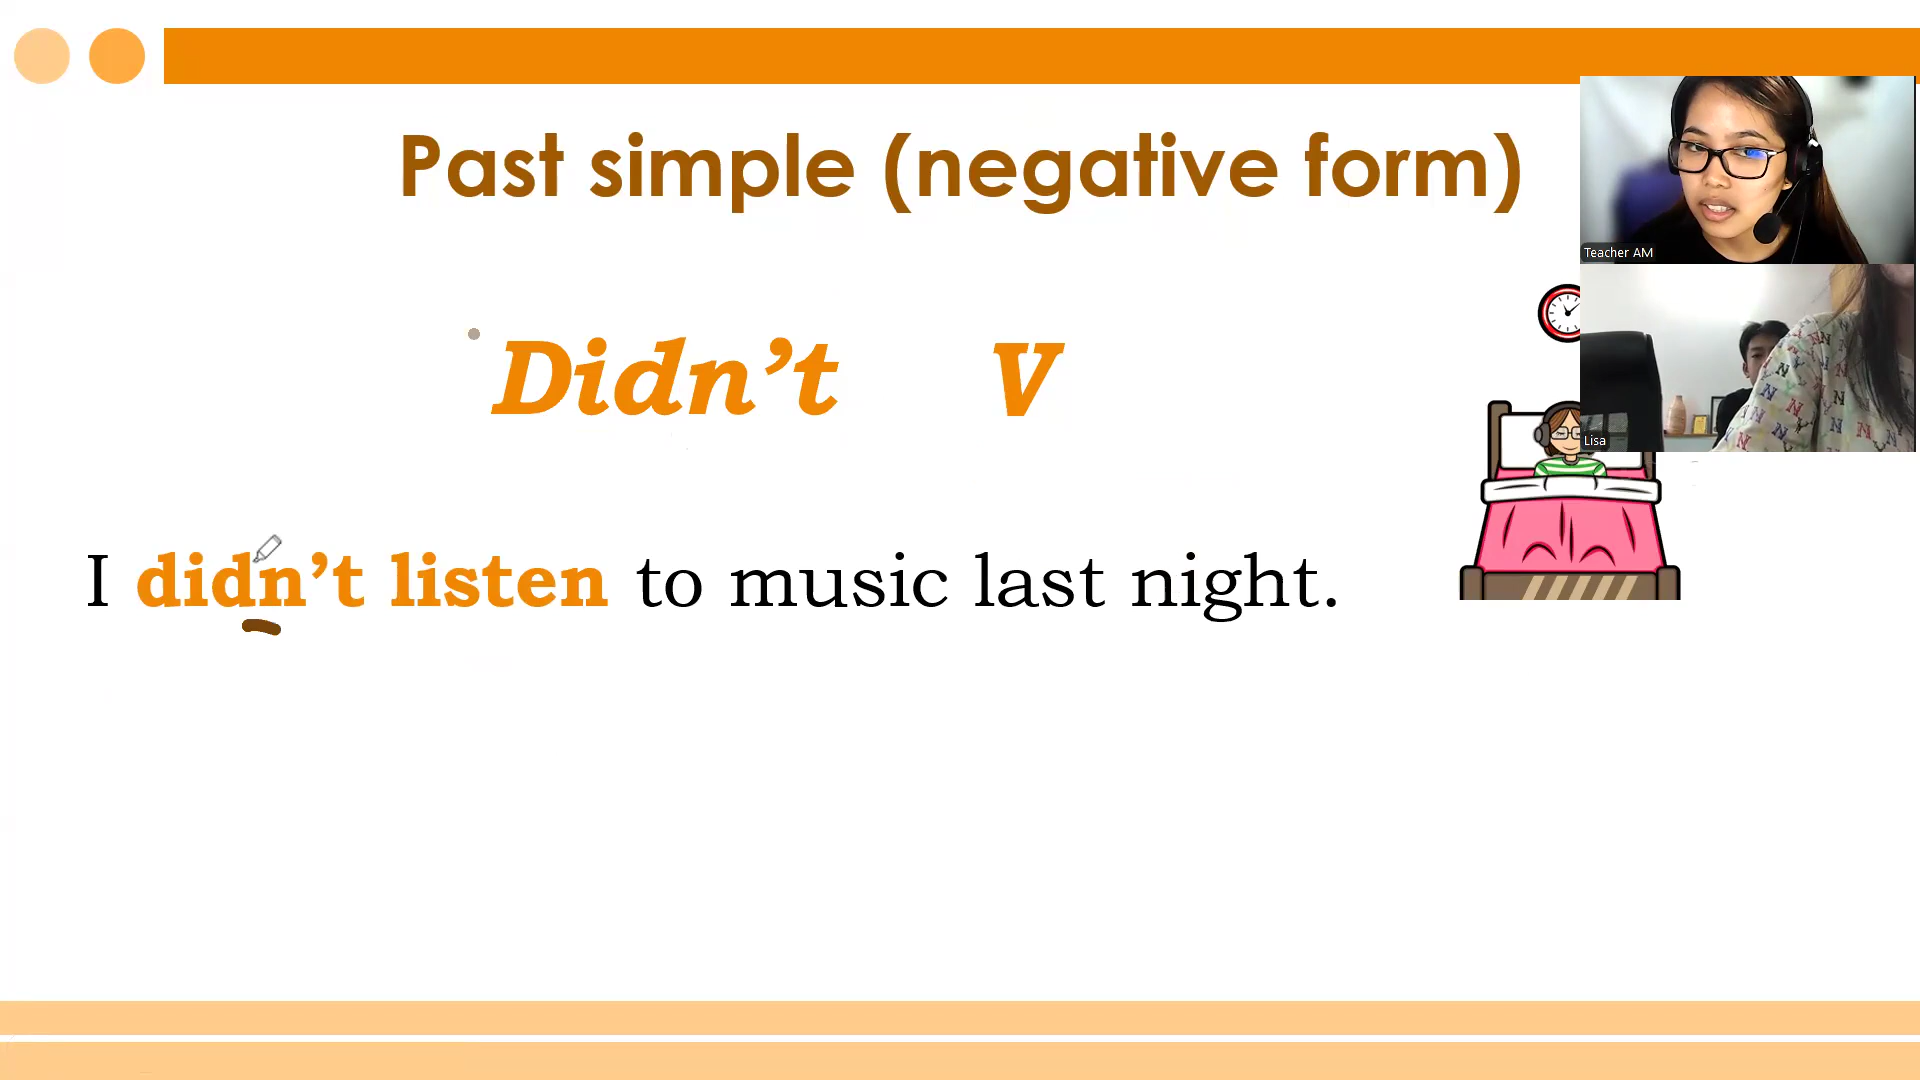 Past simple (negative form)
Teacher AM
Didn’t V
Lisa
I didn’t listen to music last night.